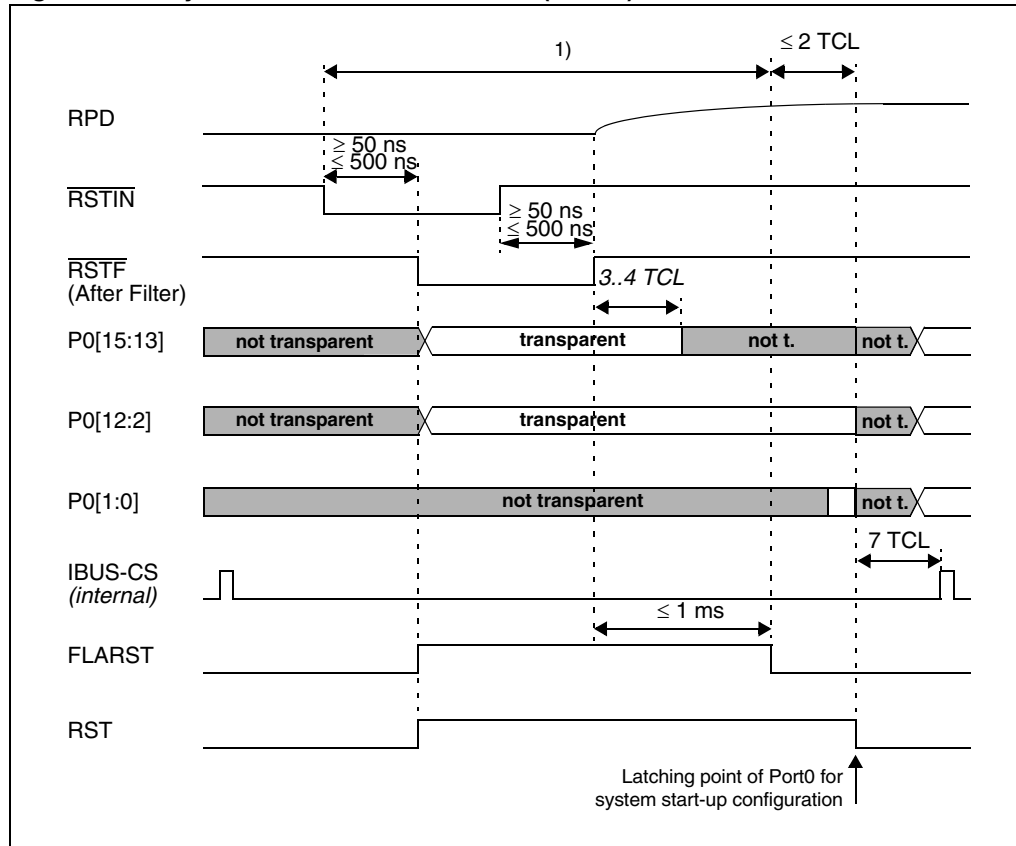 1)
≤ 2 TCL
RPD
≥ 50 ns
≤ 500 ns
RSTIN
≥ 50 ns
≤ 500 ns
RSTF
(After Filter)
3..4 TCL
P0[15:13]
not transparent
transparent
not t.
not t.
P0[12:2]
not transparent
transparent
not t.
P0[1:0]
not transparent
not t.
7 TCL
IBUS-CS
(internal)
≤ 1 ms
FLARST
RST
Latching point of Port0 for
system start-up configuration